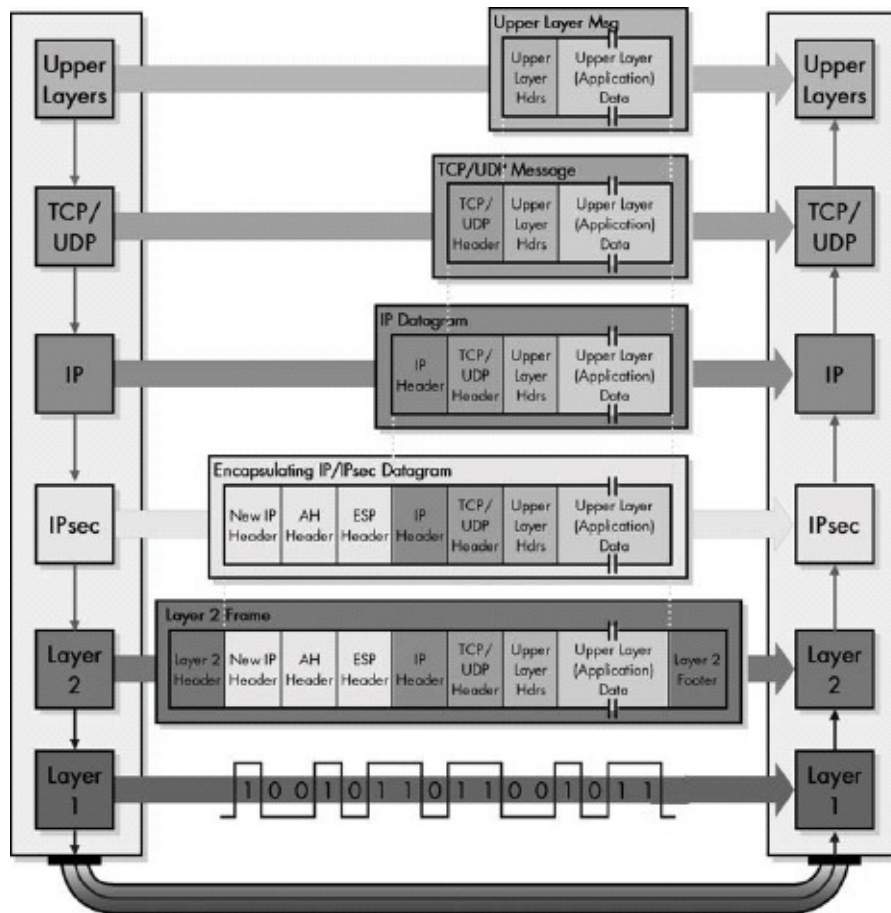 Upper Layer Msg
Upper
Layers
Upper
Layer
Hdrs
Upper Layer
(Application)
Data
Upper
Layers
TCP/UDP Message
TCP/
UDP
TCP/
UDP
Header
Upper
Layer
Hdrs
Upper Layer
(Application)
Data
TCP/
UDP
IP Datagram
IP
IP
Header
TCP/
UDP
Header
Upper
Layer
Hdrs
Upper Layer
(Application)
Data
IP
Encapsulating IP/IPsec Datagram
IPsec
New IP
Header
AH
Header
ESP
Header
IP
Header
TCP/
UDP
Header
Upper
Layer
Hdrs
Upper Layer
(Application)
Data
IPsec
Layer 2 Frame
Layer
2
Layer 2
Header
New IP
Header
AH
Header
ESP
Header
IP
Header
TCP/
UDP
Header
Upper
Layer
Hdrs
Upper Layer
(Application)
Data
Layer 2
Footer
Layer
2
Layer
1
1 0 0 1 0 1 1 0 1 1 0 0 1 0 1 1
Layer
1